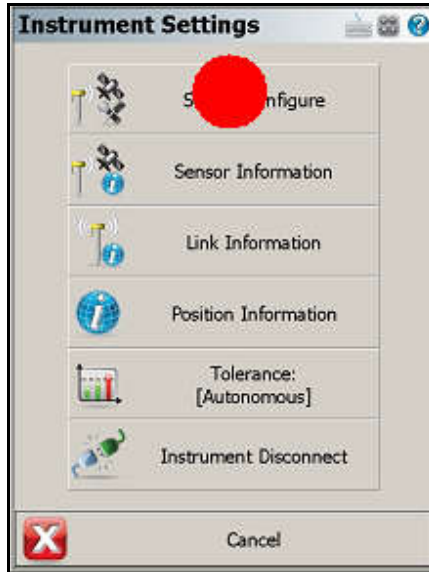 Instrument Settings
Sensor Information
Link Information
Position Information
Tolerance:
[Autonomous]
Instrument Disconnect
Cancel